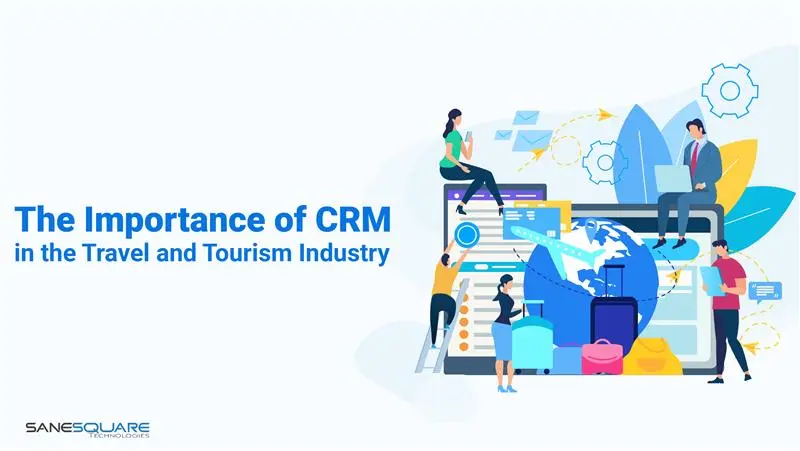 The Importance of CRM
in the Travel and Tourism Industry
SANESQUARE
TECHNOLOGIES